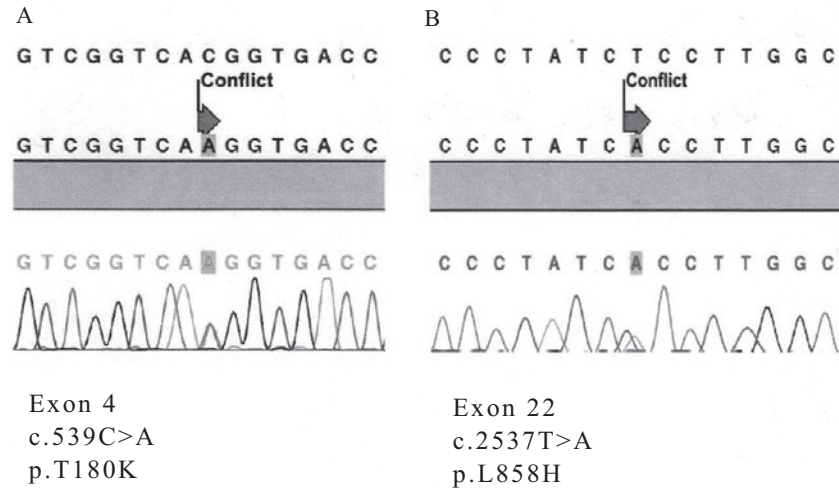 A
G T C G G T C A C G G T G A C C
Conflict
G T C G G T C A A G G T G A C C
G T C G G T C A A G G T G A C C
Exon 4
c.539C>A
p.T180K
B
C C C T A T C T C C T T G G C
Conflict
C C C T A T C A C C T T G G C
C C C T A T C A C C T T G G C
Exon 22
c.2537T>A
p.L858H